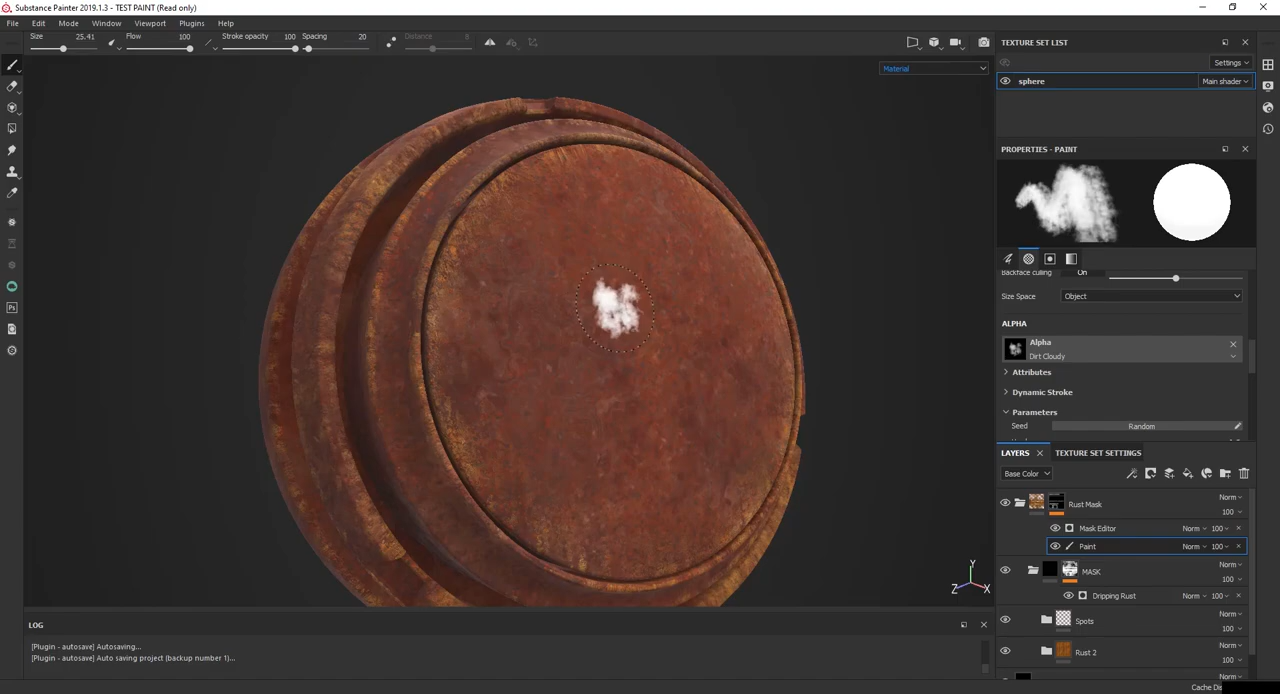 Substance Painter 2019.1.3 - TEST PAINT (Read only)
File Edit Mode Window Viewport Plugins Help
Size 25.41 Flow 100 Stroke opacity 100 Spacing 20 Distance 8
Material
TEXTURE SET LIST
Settings
sphere Main shader
PROPERTIES - PAINT
Backface culling On
Size Space Object
ALPHA
Alpha
Dirt Cloudy
Attributes
Dynamic Stroke
Parameters
Seed Random
LAYERS TEXTURE SET SETTINGS
Base Color
Norm
Rust Mask
100
Mask Editor Norm 100
Paint Norm 100
Norm
MASK
100
Dripping Rust Norm 100
Norm
Spots
100
Norm
Rust 2
100
Y
Z X
Ps
LOG
[Plugin - autosave] Autosaving...
[Plugin - autosave] Auto saving project (backup number 1)...
Cache Dis